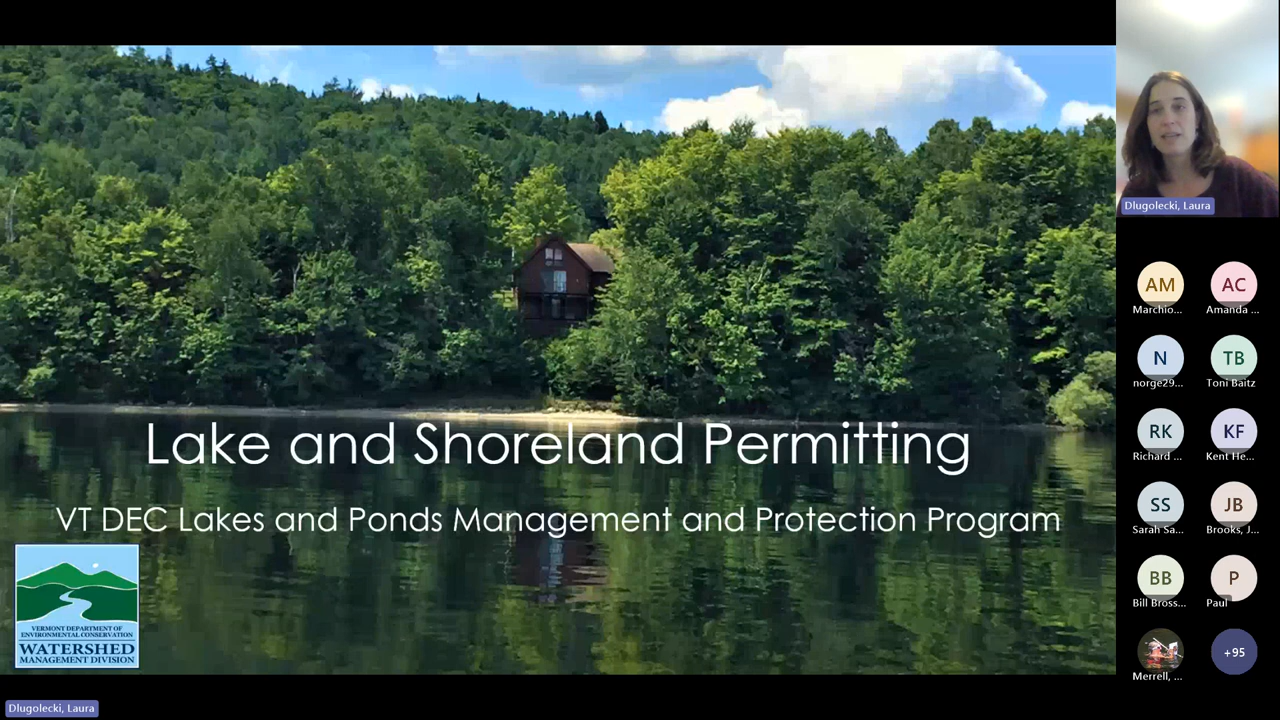 Lake and Shoreland Permitting
VT DEC Lakes and Ponds Management and Protection Program
VERMONT DEPARTMENT OF
ENVIRONMENTAL CONSERVATION
WATERSHED
MANAGEMENT DIVISION
Dlugolecki, Laura
Dlugolecki, Laura
AM
AC
Marchio...
Amanda ...
N
TB
norge29...
Toni Baitz
RK
KF
Richard ...
Kent He...
SS
JB
Sarah Sa...
Brooks, J...
BB
P
Bill Bross...
Paul
+95
Merrell, ...